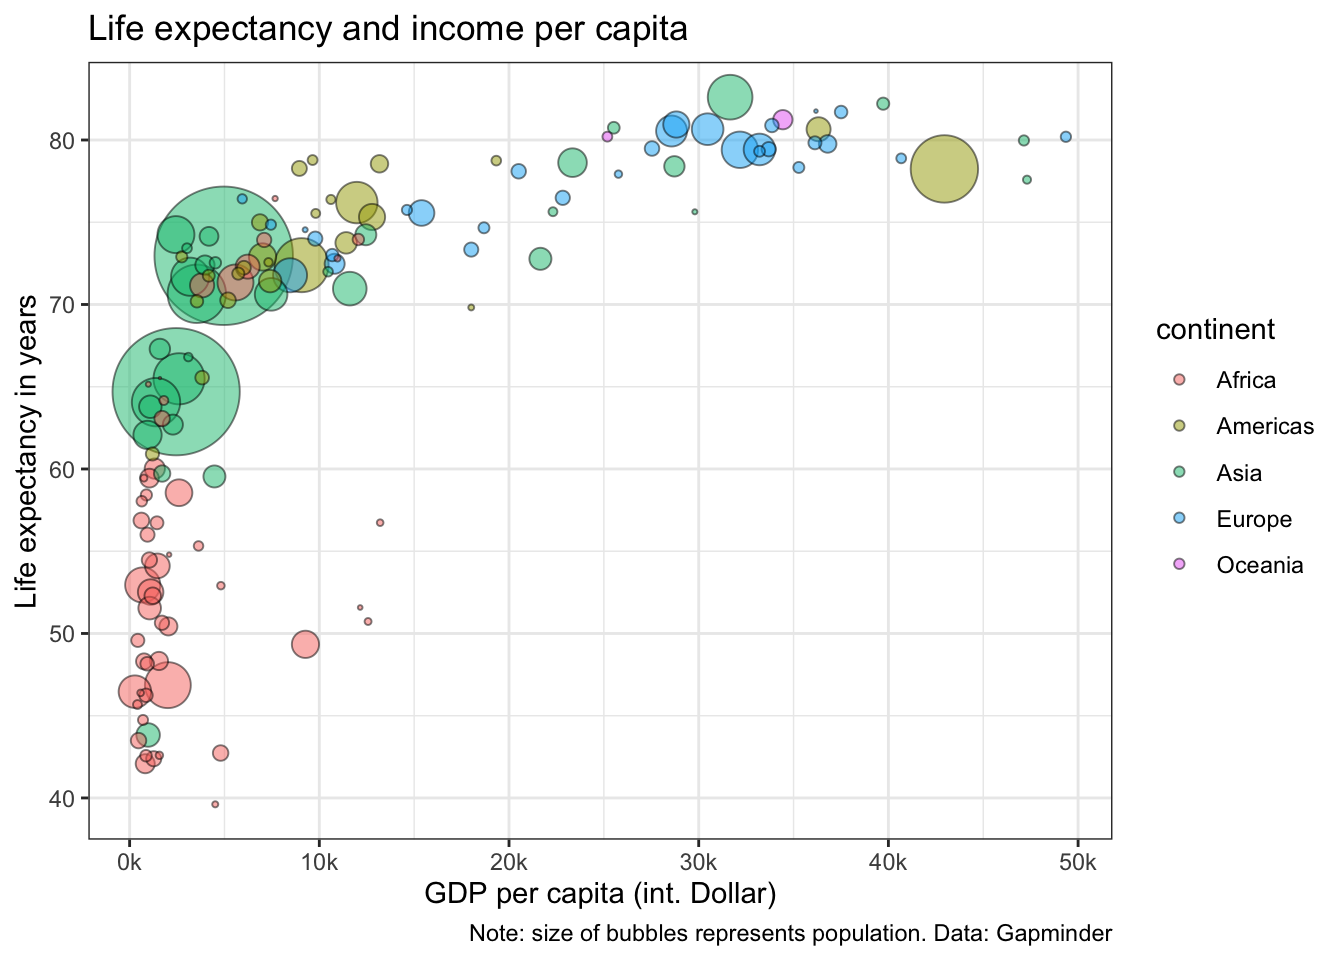 Life expectancy and income per capita
Life expectancy in years
80
70
60
50
40
0k 10k 20k 30k 40k 50k
GDP per capita (int. Dollar)
continent
Africa
Americas
Asia
Europe
Oceania
Note: size of bubbles represents population. Data: Gapminder